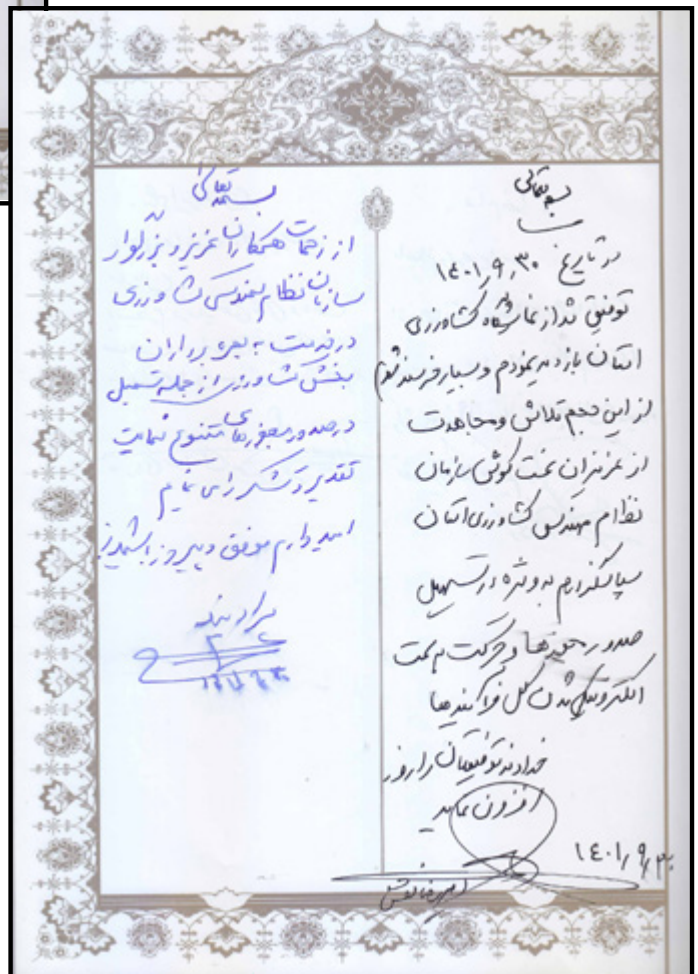 بسمه تعالی
در تاریخ ۱۴۰۱,۹,۳۰
توفیق شد از نمایشگاه کشاورزی
استان بازدید نمودم و بسیار خرسند شدم
از این حجم تلاش و مجاهدت
از عزیزان سخت کوش سازمان
نظام مهندسی کشاورزی استان
سپاسگزارم به ویژه در تسهیل
صدور مجوزها و حرکت به سمت
الکترونیکی شدن کل فرآیندها
خداوند توفیقاتتان را روز
افزون نماید
۱۴۰۱,۹,۳۰
بسمه تعالی
از زحمات همکاران عزیز و بزرگوار
سازمان نظام مهندسی کشاورزی
در خدمت به بهره برداران
بخش کشاورزی از جمله تسهیل
در صدور مجوزهای متنوع نهایت
تقدیر و تشکر را می نمایم
امیدوارم موفق و پیروز باشید